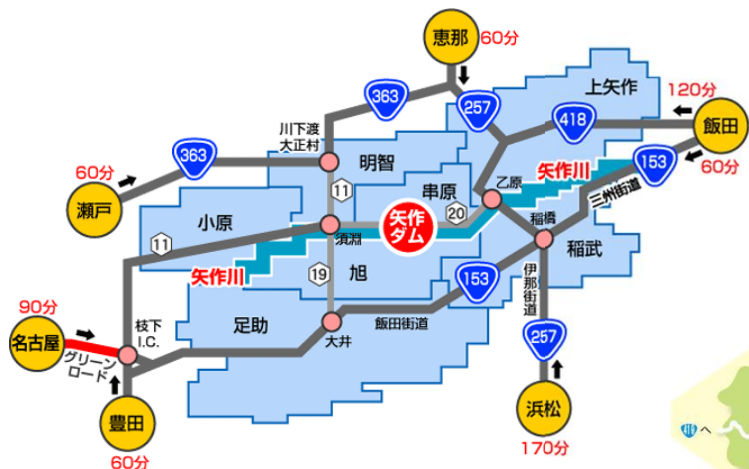 恵那
60分
上矢作
363
257
418
120分
飯田
60分
川下渡
大正村
明智
矢作川
153
三州街道
60分
363
瀬戸
11
串原
乙原
小原
11
矢作
ダム
20
稲橋
須淵
稲武
矢作川
19
旭
153
伊那街道
90分
名古屋
枝下
I.C.
足助
飯田街道
大井
257
グリーン
ロード
豊田
60分
浜松
170分
へ